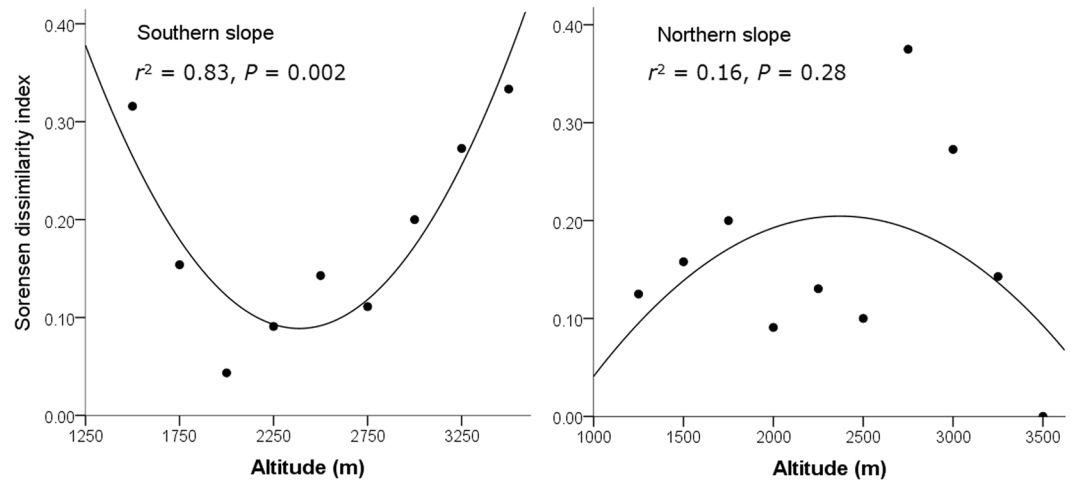 Southern slope
r² = 0.83, P = 0.002
Sorensen dissimilarity index
0.40
0.30
0.20
0.10
0.00
1250 1750 2250 2750 3250
Altitude (m)
Northern slope
r² = 0.16, P = 0.28
0.40
0.30
0.20
0.10
0.00
1000 1500 2000 2500 3000 3500
Altitude (m)